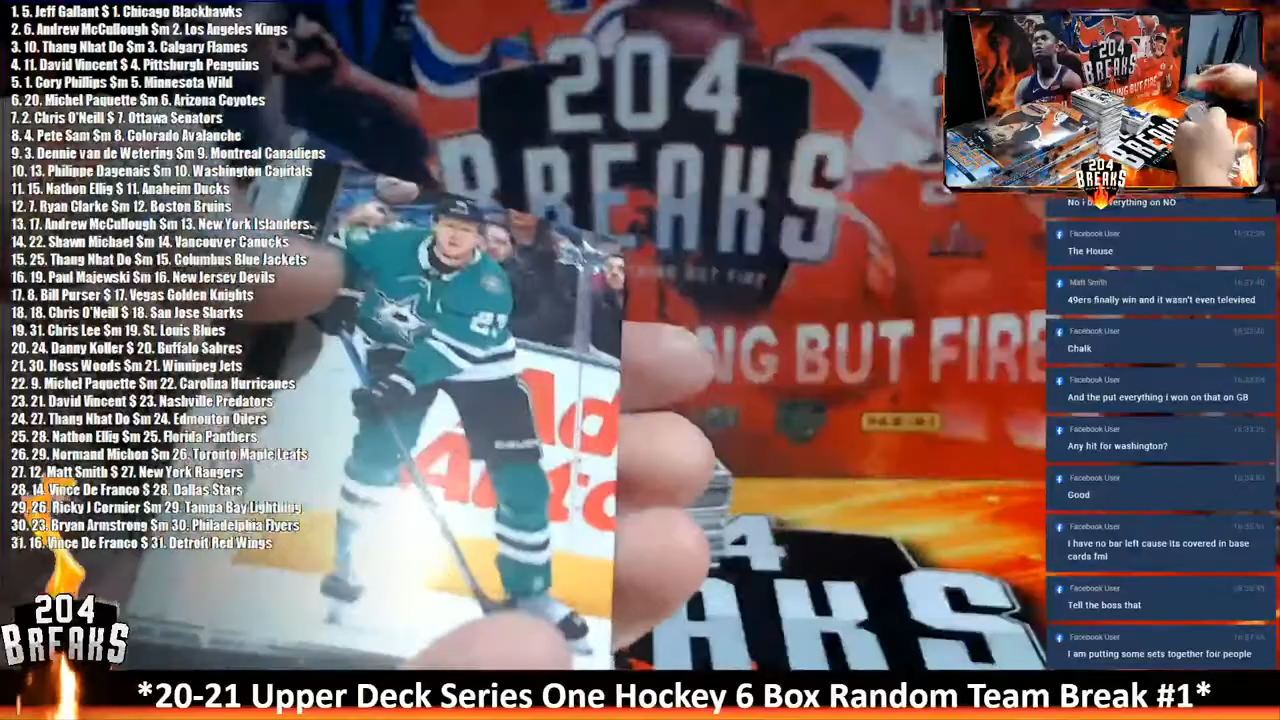 1. 5. Jeff Gallant $ 1. Chicago Blackhawks
2. 6. Andrew McCullough $m 2. Los Angeles Kings
3. 10. Thang Nhat Do $m 3. Calgary Flames
4. 11. David Vincent $ 4. Pittsburgh Penguins
5. 1. Cory Phillips $m 5. Minnesota Wild
6. 20. Michel Paquette $m 6. Arizona Coyotes
7. 2. Chris O'Neill $ 7. Ottawa Senators
8. 4. Pete Sam $m 8. Colorado Avalanche
9. 3. Dennie van de Wetering $m 9. Montreal Canadiens
10. 13. Philippe Dagenais $m 10. Washington Capitals
11. 15. Nathon Ellig $ 11. Anaheim Ducks
12. 7. Ryan Clarke $m 12. Boston Bruins
13. 17. Andrew McCullough $m 13. New York Islanders
14. 22. Shawn Michael $m 14. Vancouver Canucks
15. 25. Thang Nhat Do $m 15. Columbus Blue Jackets
16. 19. Paul Majewski $m 16. New Jersey Devils
17. 8. Bill Purser $ 17. Vegas Golden Knights
18. 18. Chris O'Neill $ 18. San Jose Sharks
19. 31. Chris Lee $m 19. St. Louis Blues
20. 24. Danny Koller $ 20. Buffalo Sabres
21. 30. Hoss Woods $m 21. Winnipeg Jets
22. 9. Michel Paquette $m 22. Carolina Hurricanes
23. 21. David Vincent $ 23. Nashville Predators
24. 27. Thang Nhat Do $m 24. Edmonton Oilers
25. 28. Nathon Ellig $m 25. Florida Panthers
26. 29. Normand Michon $m 26. Toronto Maple Leafs
27. 12. Matt Smith $ 27. New York Rangers
28. 14. Vince De Franco $ 28. Dallas Stars
29. 26. Ricky J Cormier $m 29. Tampa Bay Lightning
30. 23. Bryan Armstrong $m 30. Philadelphia Flyers
31. 16. Vince De Franco $ 31. Detroit Red Wings
204
BREAKS
204
BREAKS
NOTHING BUT FIRE
NG BUT FIRE
PANINI
4
AKS
204
BREAKS
NOTHING BUT FIRE
BREAKS
204
BREAKS
everything on NO
Facebook User
The House
Matt Smith
49ers finally win and it wasn't even televised
Facebook User
Chalk
Facebook User
And the put everything i won on that on GB
Facebook User
Any hit for washington?
Facebook User
Good
Facebook User
I have no bar left cause its covered in base
cards fml
Facebook User
Tell the boss that
Facebook User
I am putting some sets together foir people
*20-21 Upper Deck Series One Hockey 6 Box Random Team Break #1*